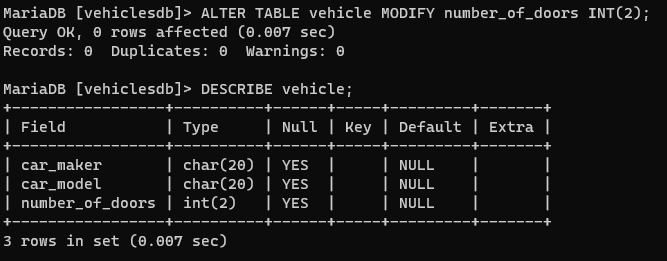 MariaDB [vehiclesdb]> ALTER TABLE vehicle MODIFY number_of_doors INT(2);
Query OK, 0 rows affected (0.007 sec)
Records: 0  Duplicates: 0  Warnings: 0

MariaDB [vehiclesdb]> DESCRIBE vehicle;
+-----------------+----------+------+-----+---------+-------+
| Field           | Type     | Null | Key | Default | Extra |
+-----------------+----------+------+-----+---------+-------+
| car_maker       | char(20) | YES  |     | NULL    |       |
| car_model       | char(20) | YES  |     | NULL    |       |
| number_of_doors | int(2)   | YES  |     | NULL    |       |
+-----------------+----------+------+-----+---------+-------+
3 rows in set (0.007 sec)